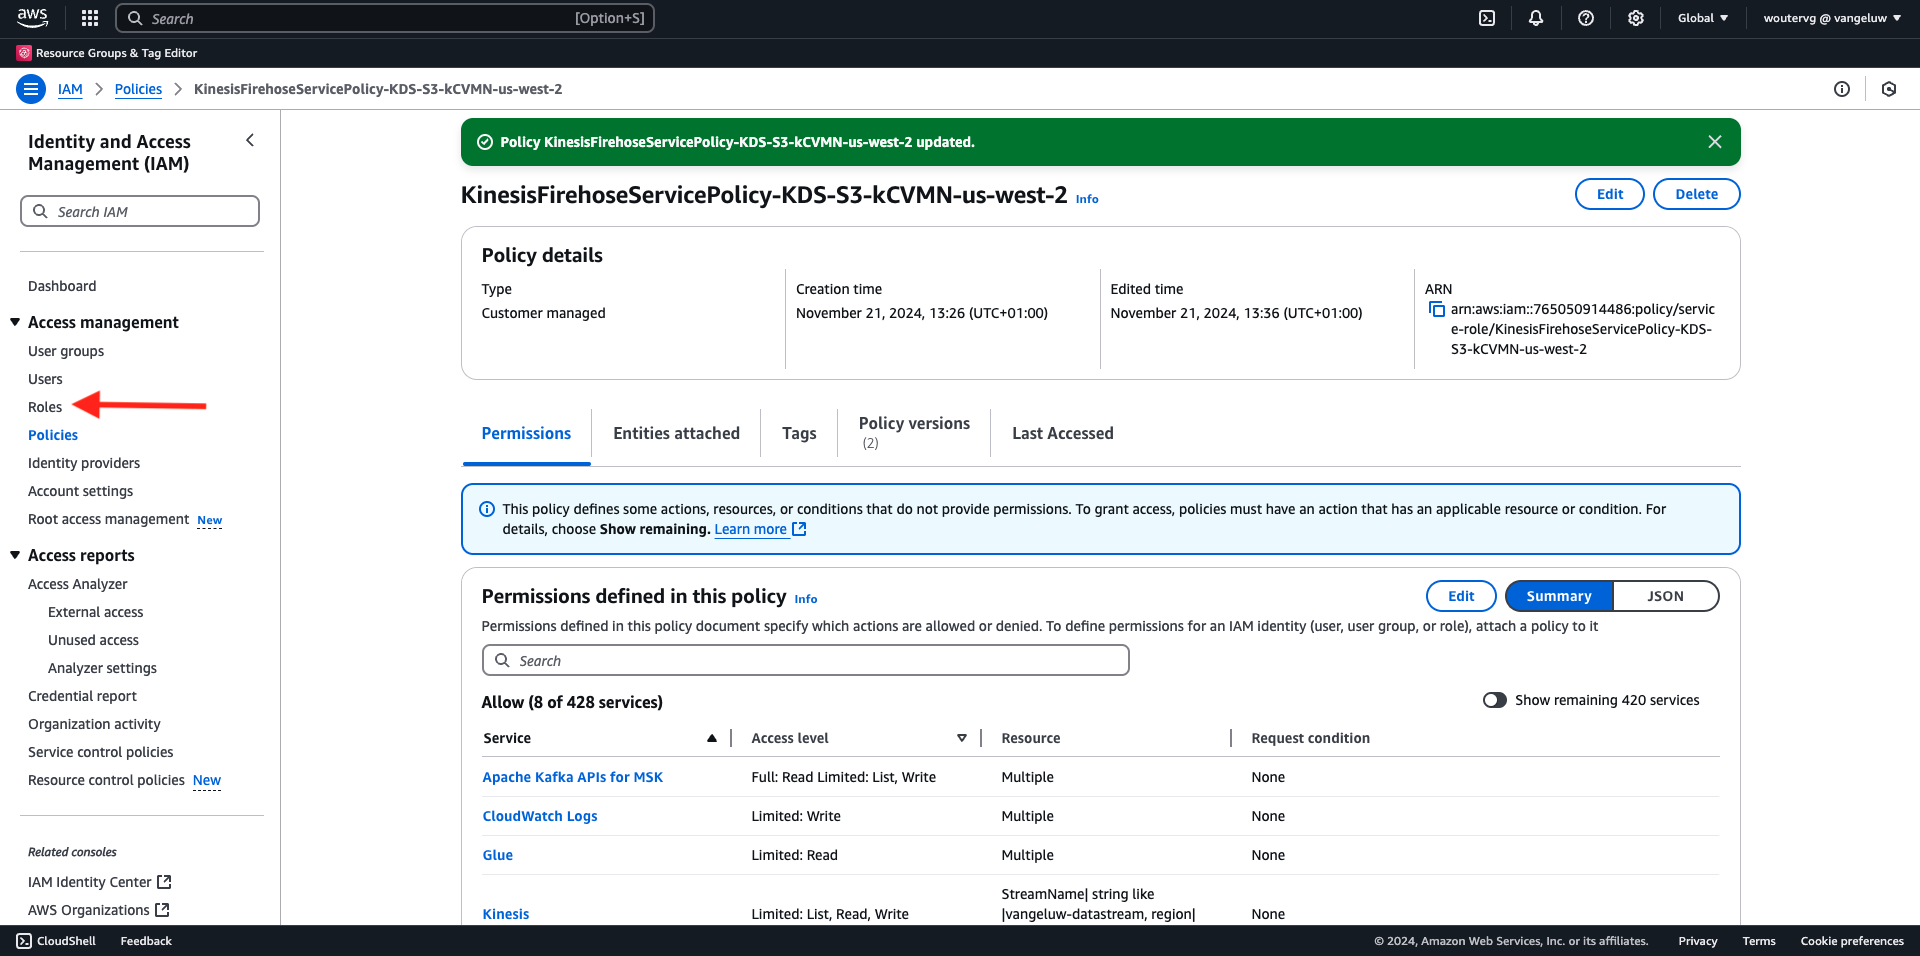 aws
Search
[Option+S]
Global
woutervg @ vangeluw
Resource Groups & Tag Editor
IAM
Policies
KinesisFirehoseServicePolicy-KDS-S3-kCVMN-us-west-2
Identity and Access
Management (IAM)
Search IAM
Dashboard
Access management
User groups
Users
Roles
Policies
Identity providers
Account settings
Root access management New
Access reports
Access Analyzer
External access
Unused access
Analyzer settings
Credential report
Organization activity
Service control policies
Resource control policies New
Related consoles
IAM Identity Center
AWS Organizations
Policy KinesisFirehoseServicePolicy-KDS-S3-kCVMN-us-west-2 updated.
KinesisFirehoseServicePolicy-KDS-S3-kCVMN-us-west-2 Info
Edit
Delete
Policy details
Type
Customer managed
Creation time
November 21, 2024, 13:26 (UTC+01:00)
Edited time
November 21, 2024, 13:36 (UTC+01:00)
ARN
arn:aws:iam::765050914486:policy/servic
e-role/KinesisFirehoseServicePolicy-KDS-
S3-kCVMN-us-west-2
Permissions
Entities attached
Tags
Policy versions
(2)
Last Accessed
This policy defines some actions, resources, or conditions that do not provide permissions. To grant access, policies must have an action that has an applicable resource or condition. For
details, choose Show remaining. Learn more
Permissions defined in this policy Info
Edit
Summary
JSON
Permissions defined in this policy document specify which actions are allowed or denied. To define permissions for an IAM identity (user, user group, or role), attach a policy to it
Search
Allow (8 of 428 services)
Show remaining 420 services
Service
Access level
Resource
Request condition
Apache Kafka APIs for MSK
Full: Read Limited: List, Write
Multiple
None
CloudWatch Logs
Limited: Write
Multiple
None
Glue
Limited: Read
Multiple
None
Kinesis
Limited: List, Read, Write
StreamName| string like
|vangeluw-datastream, region|
None
CloudShell
Feedback
© 2024, Amazon Web Services, Inc. or its affiliates.
Privacy
Terms
Cookie preferences